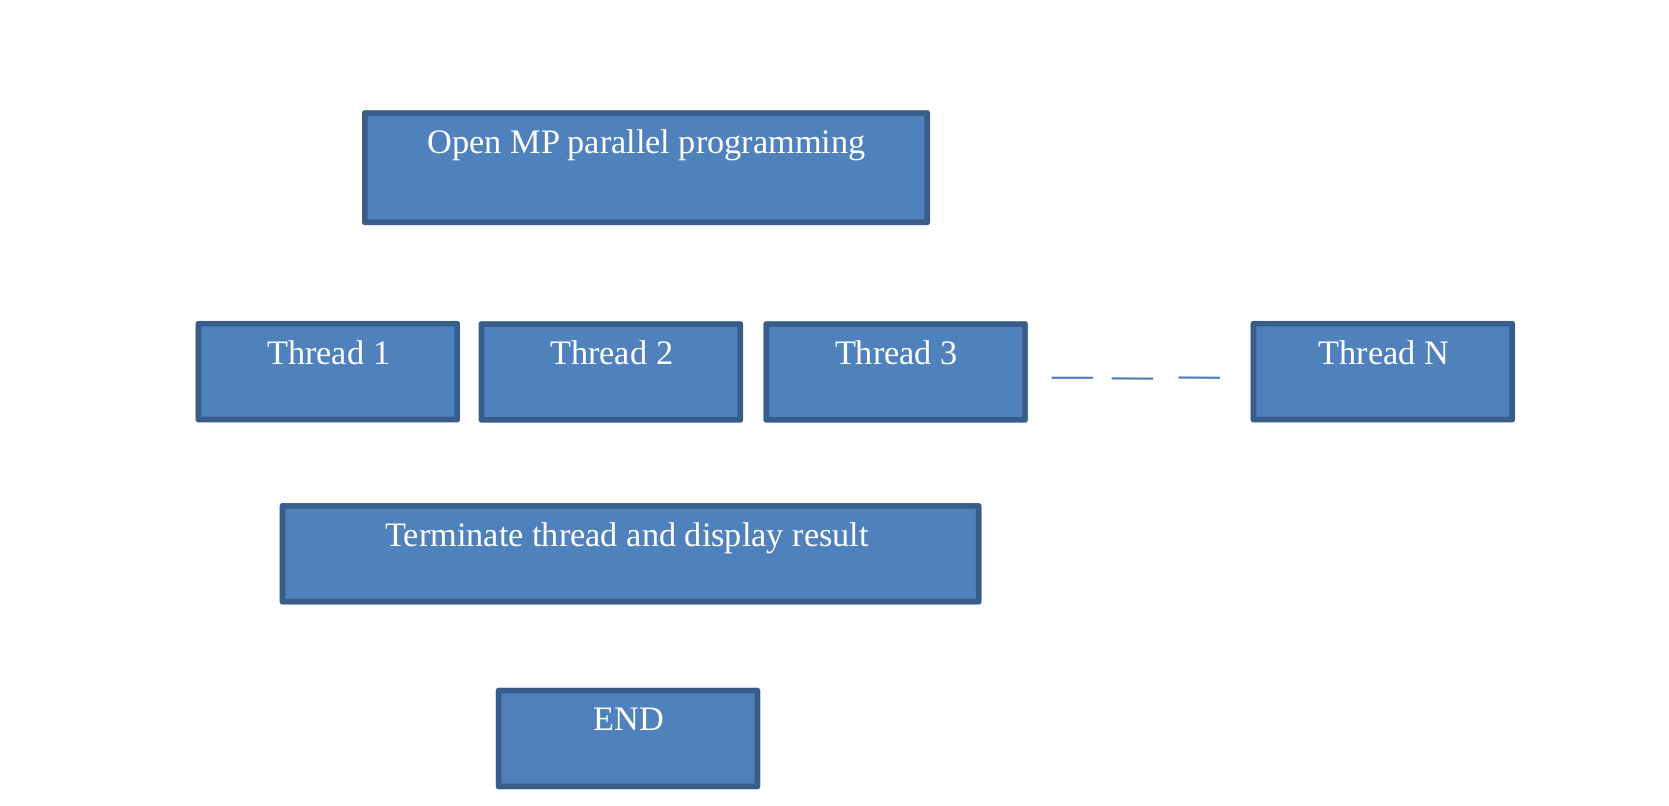 Open MP parallel programming
Thread 1
Thread 2
Thread 3
Thread N
Terminate thread and display result
END